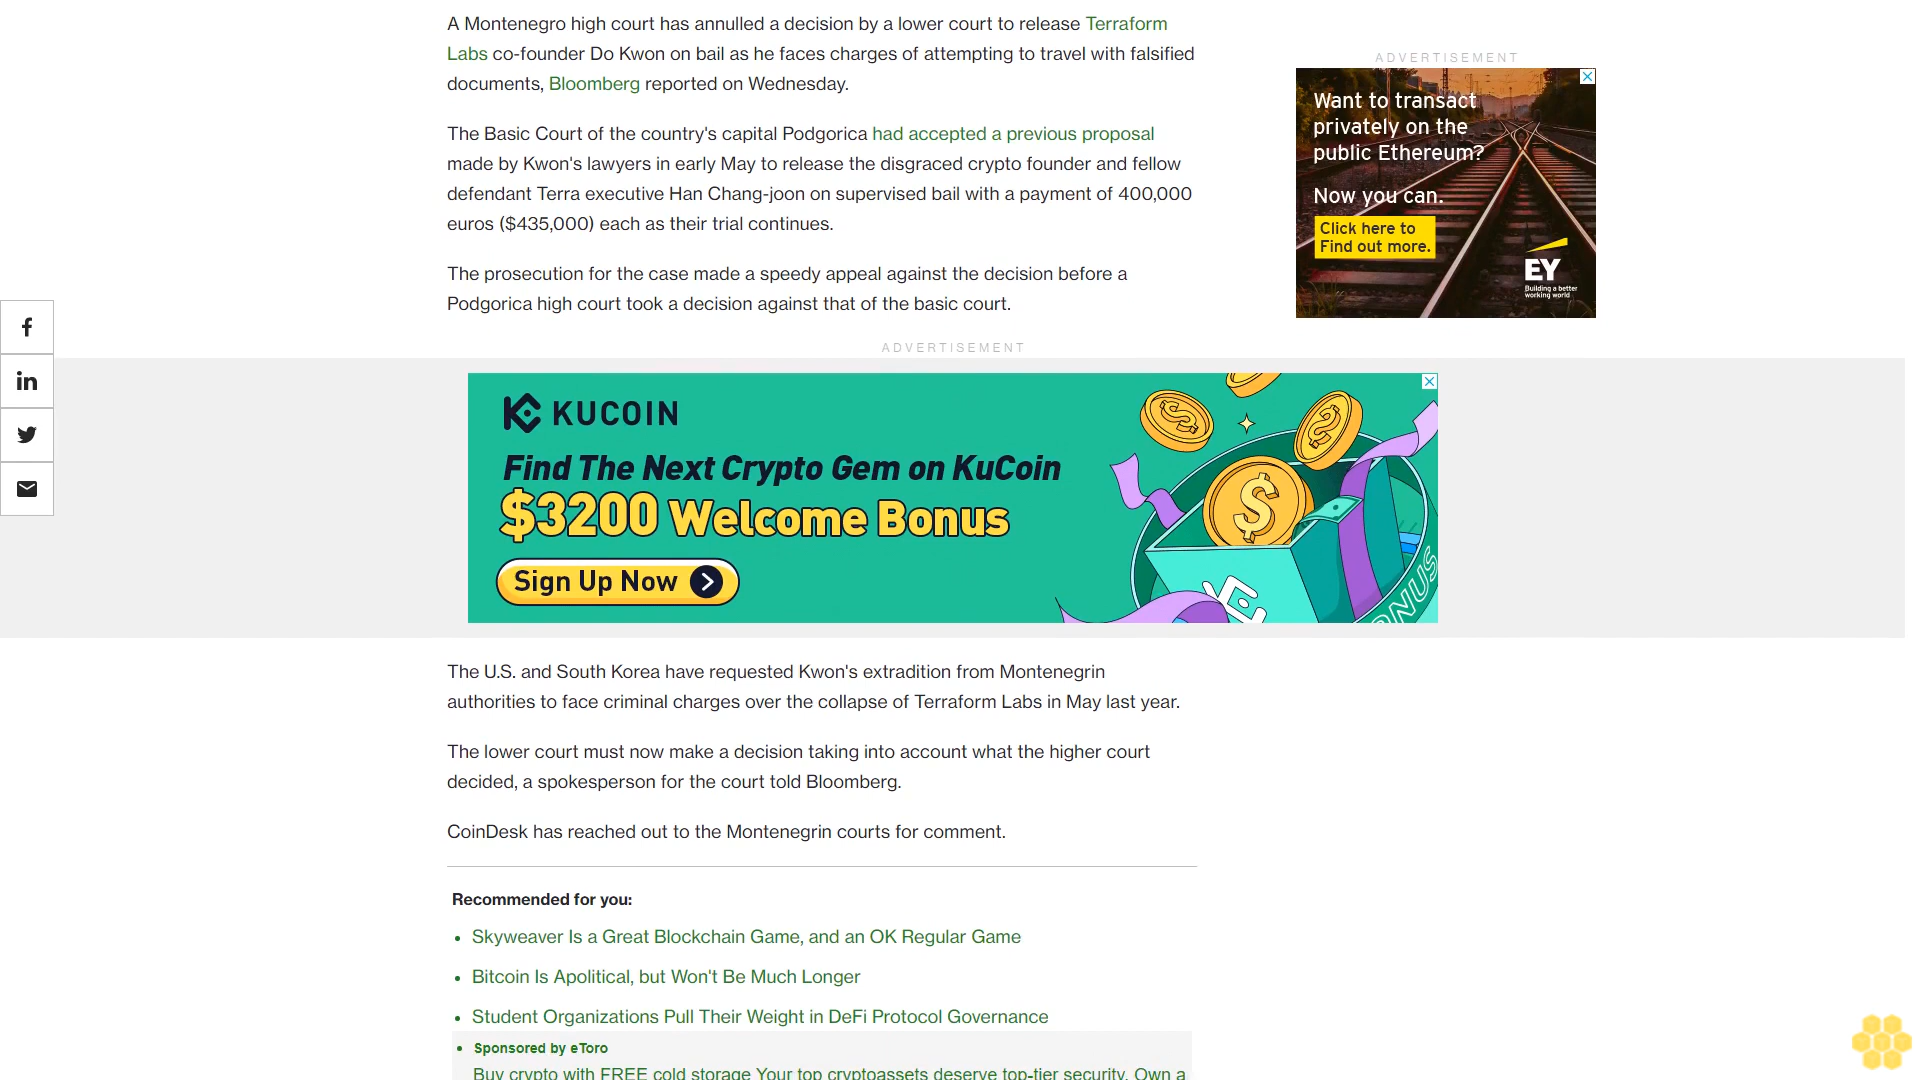 A Montenegro high court has annulled a decision by a lower court to release Terraform
Labs co-founder Do Kwon on bail as he faces charges of attempting to travel with falsified
documents, Bloomberg reported on Wednesday.
The Basic Court of the country's capital Podgorica had accepted a previous proposal
made by Kwon's lawyers in early May to release the disgraced crypto founder and fellow
defendant Terra executive Han Chang-joon on supervised bail with a payment of 400,000
euros ($435,000) each as their trial continues.
The prosecution for the case made a speedy appeal against the decision before a
Podgorica high court took a decision against that of the basic court.
ADVERTISEMENT
Want to transact
privately on the
public Ethereum?
Now you can.
Click here to
Find out more.
EY
Building a better
working world
ADVERTISEMENT
KUCOIN
Find The Next Crypto Gem on KuCoin
$3200 Welcome Bonus
Sign Up Now
BONUS
The U.S. and South Korea have requested Kwon's extradition from Montenegrin
authorities to face criminal charges over the collapse of Terraform Labs in May last year.
The lower court must now make a decision taking into account what the higher court
decided, a spokesperson for the court told Bloomberg.
CoinDesk has reached out to the Montenegrin courts for comment.
Recommended for you:
Skyweaver Is a Great Blockchain Game, and an OK Regular Game
Bitcoin Is Apolitical, but Won't Be Much Longer
Student Organizations Pull Their Weight in DeFi Protocol Governance
Sponsored by eToro
Buy crypto with FREE cold storage Your top cryptoassets deserve top-tier security. Own a